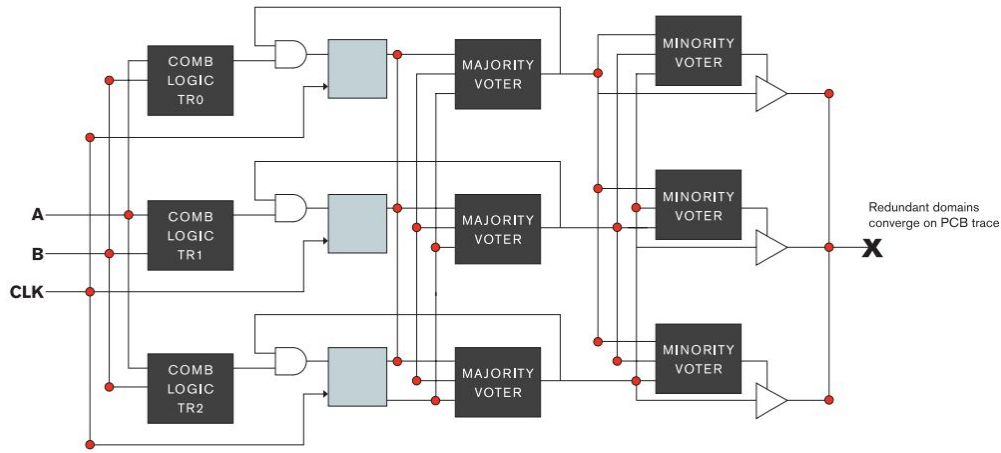 COMB
LOGIC
TR0
MAJORITY
VOTER
MINORITY
VOTER
A
B
CLK
COMB
LOGIC
TR1
MAJORITY
VOTER
MINORITY
VOTER
Redundant domains
converge on PCB trace
X
COMB
LOGIC
TR2
MAJORITY
VOTER
MINORITY
VOTER